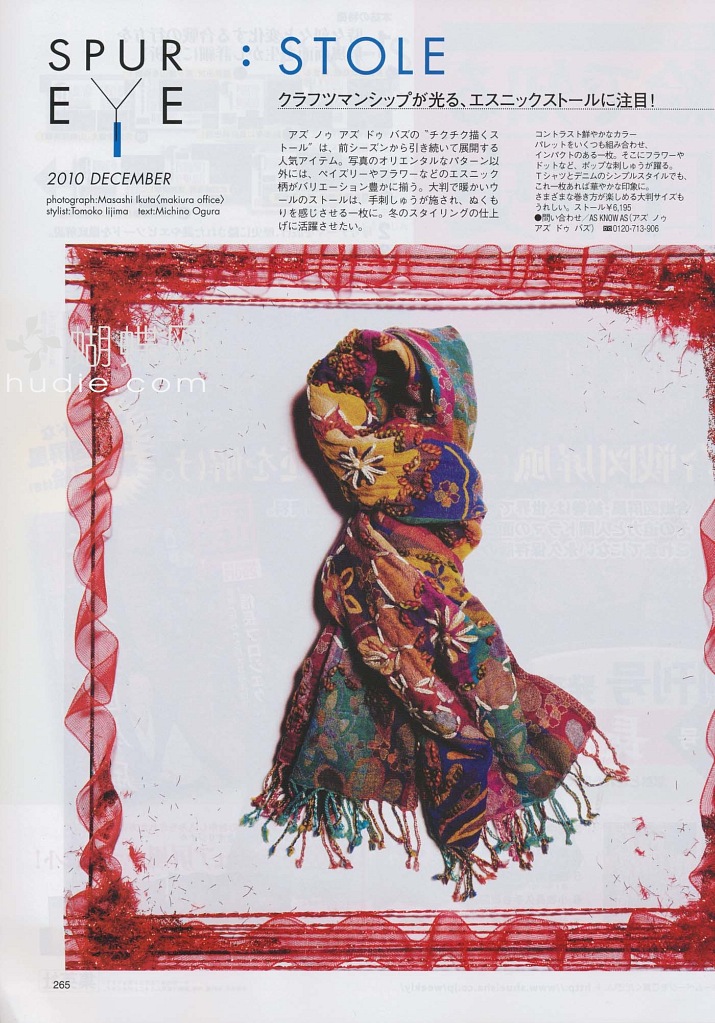 SPUR
EYE
: STOLE
クラフツマンシップが光る、エスニックストールに注目!
2010 DECEMBER
photograph:Masashi Ikuta〈makiura office〉
stylist:Tomoko Iijima text:Michino Ogura
アズ ノゥ アズ ドゥ バズの“チクチク描くス
トール”は、前シーズンから引き続いて展開する
人気アイテム。写真のオリエンタルなパターン以
外には、ペイズリーやフラワーなどのエスニック
柄がバリエーション豊かに揃う。大判で暖かいウ
ールのストールは、手刺しゅうが施され、ぬくも
りを感じさせる一枚に。冬のスタイリングの仕上
げに活躍させたい。
コントラスト鮮やかなカラー
パレットをいくつも組み合わせ、
インパクトのある一枚。そこにフラワーや
ドットなど、ポップな刺しゅうが躍る。
Tシャツとデニムのシンプルスタイルでも、
これ一枚あれば華やかな印象に。
さまざまな巻き方が楽しめる大判サイズも
うれしい。ストール¥6,195
●問い合わせ/AS KNOW AS(アズ ノゥ
アズ ドゥ バズ) 0120-713-906
蝴蝶
hudie.com
265